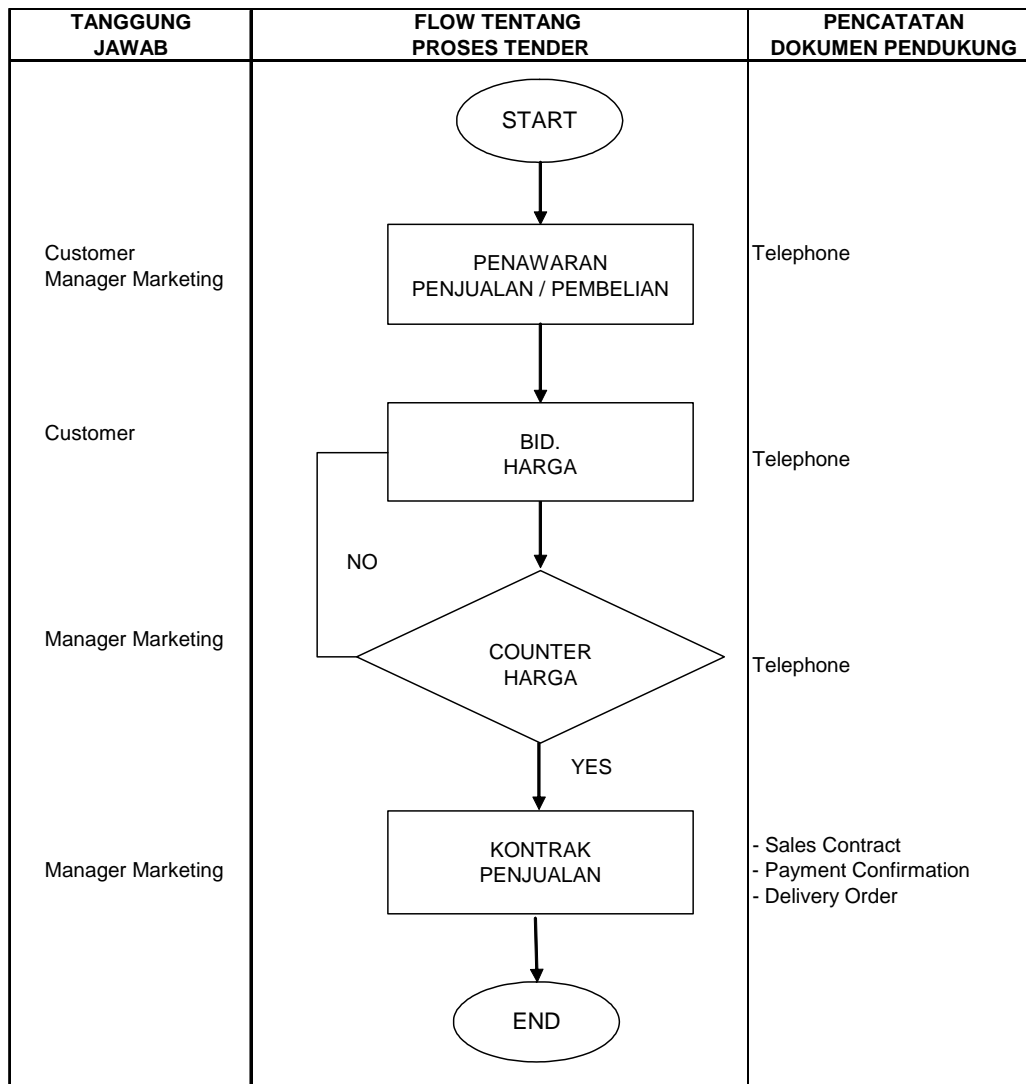 TANGGUNG
JAWAB
FLOW TENTANG
PROSES TENDER
PENCATATAN
DOKUMEN PENDUKUNG
START
Customer
Manager Marketing
PENAWARAN
PENJUALAN / PEMBELIAN
Telephone
Customer
BID.
HARGA
Telephone
NO
Manager Marketing
COUNTER
HARGA
Telephone
YES
Manager Marketing
KONTRAK
PENJUALAN
- Sales Contract
- Payment Confirmation
- Delivery Order
END